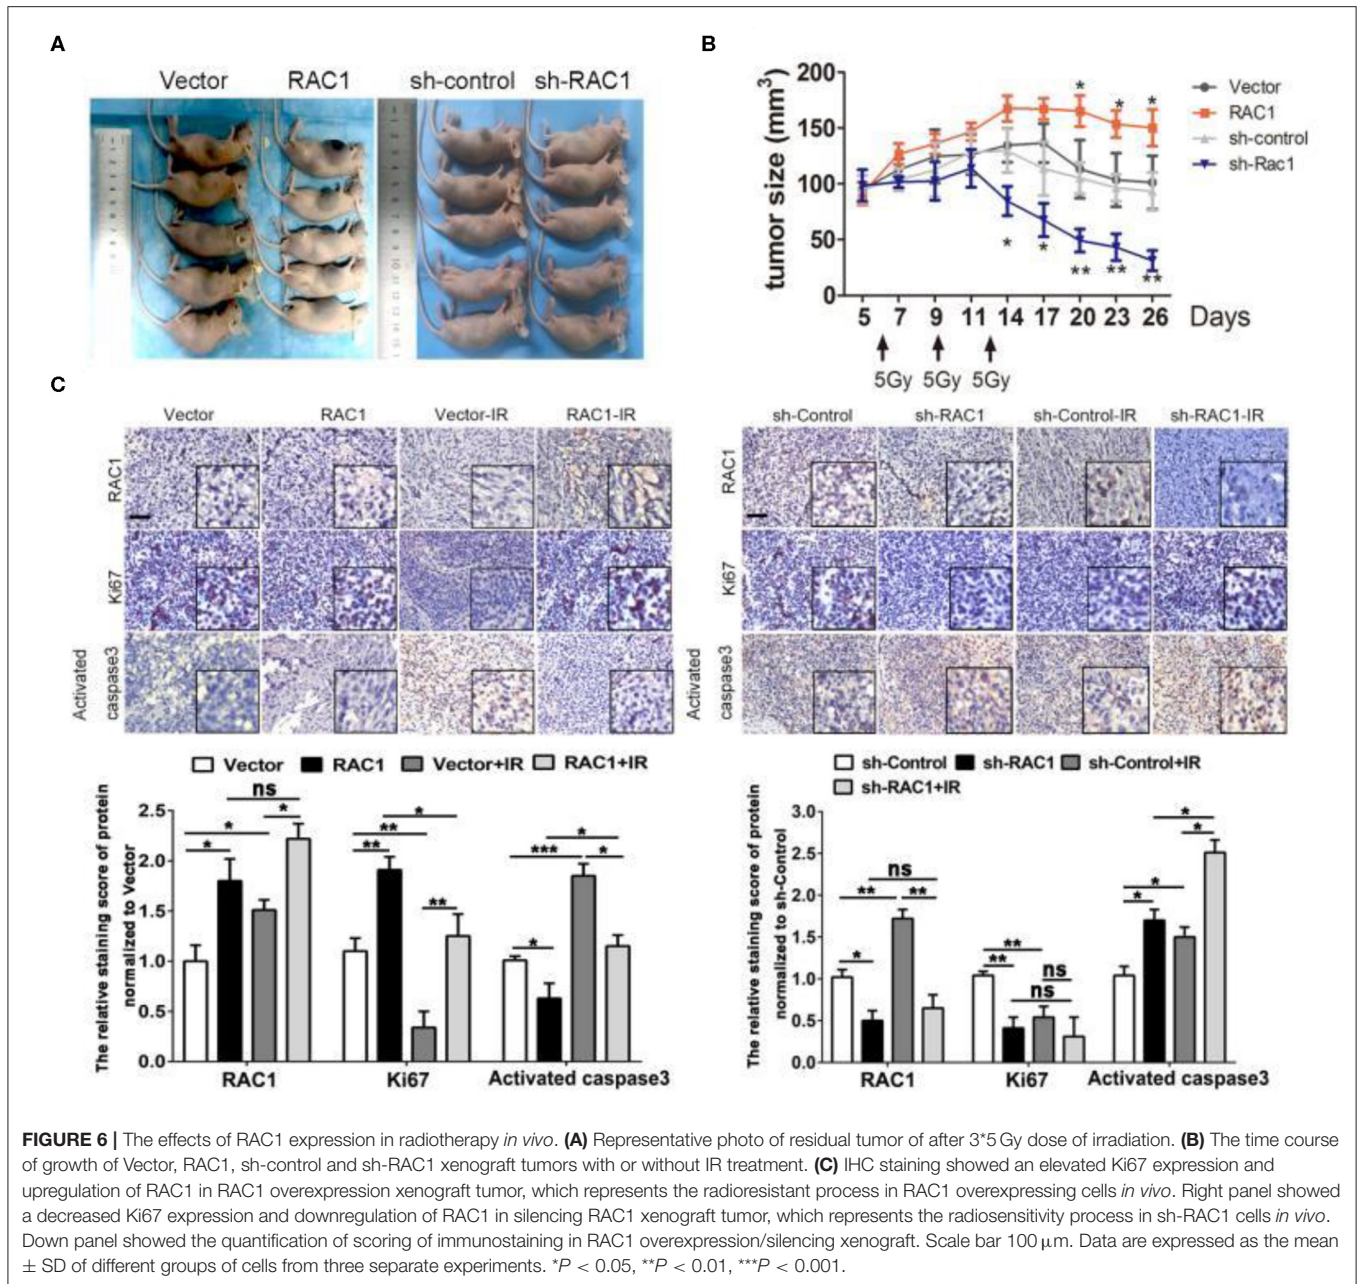 A
Vector RAC1 sh-control sh-RAC1
B
tumor size (mm³)
200
150
100
50
0
5 7 9 11 14 17 20 23 26 Days
5Gy 5Gy 5Gy
* * *
* * ** ** **
Vector
RAC1
sh-control
sh-Rac1
C
Vector RAC1 Vector-IR RAC1-IR
RAC1
Ki67
Activated
caspase3
sh-Control sh-RAC1 sh-Control-IR sh-RAC1-IR
RAC1
Ki67
Activated
caspase3
Vector RAC1 Vector+IR RAC1+IR
The relative staining score of protein
normalized to Vector
2.5
2.0
1.5
1.0
0.5
0.0
ns
* *
*
*
**
**
**
*
***
* *
RAC1 Ki67 Activated caspase3
sh-Control sh-RAC1 sh-Control+IR
sh-RAC1+IR
The relative staining score of protein
normalized to sh-Control
3.0
2.5
2.0
1.5
1.0
0.5
0.0
ns
** **
*
**
** ns
ns
*
*
*
*
RAC1 Ki67 Activated caspase3
FIGURE 6 | The effects of RAC1 expression in radiotherapy in vivo. (A) Representative photo of residual tumor of after 3*5 Gy dose of irradiation. (B) The time course
of growth of Vector, RAC1, sh-control and sh-RAC1 xenograft tumors with or without IR treatment. (C) IHC staining showed an elevated Ki67 expression and
upregulation of RAC1 in RAC1 overexpression xenograft tumor, which represents the radioresistant process in RAC1 overexpressing cells in vivo. Right panel showed
a decreased Ki67 expression and downregulation of RAC1 in silencing RAC1 xenograft tumor, which represents the radiosensitivity process in sh-RAC1 cells in vivo.
Down panel showed the quantification of scoring of immunostaining in RAC1 overexpression/silencing xenograft. Scale bar 100 μm. Data are expressed as the mean
± SD of different groups of cells from three separate experiments. *P < 0.05, **P < 0.01, ***P < 0.001.